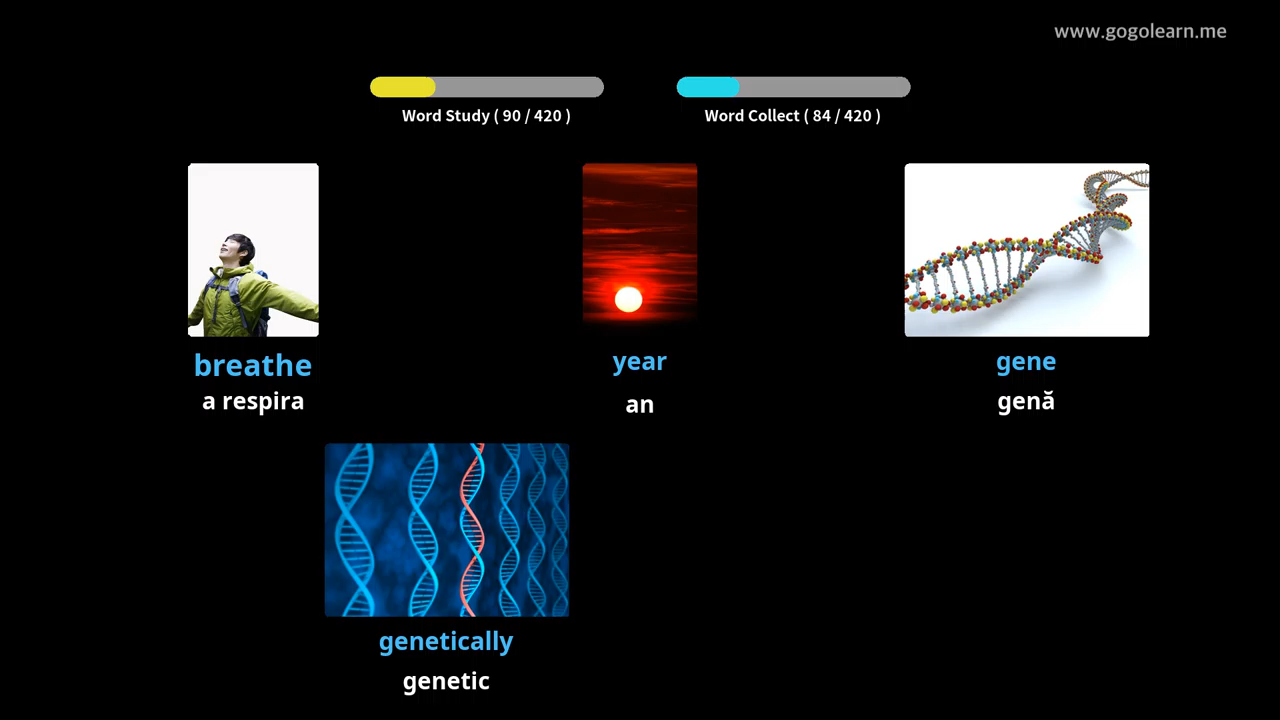 www.gogolearn.me
Word Study ( 90 / 420 )
Word Collect ( 84 / 420 )
breathe
a respira
year
an
gene
genă
genetically
genetic